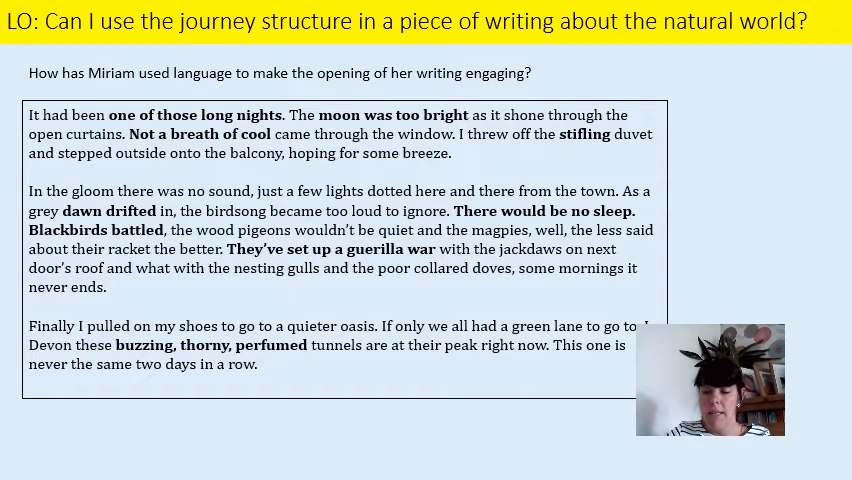 LO: Can I use the journey structure in a piece of writing about the natural world?
How has Miriam used language to make the opening of her writing engaging?
It had been one of those long nights. The moon was too bright as it shone through the
open curtains. Not a breath of cool came through the window. I threw off the stifling duvet
and stepped outside onto the balcony, hoping for some breeze.
In the gloom there was no sound, just a few lights dotted here and there from the town. As a
grey dawn drifted in, the birdsong became too loud to ignore. There would be no sleep.
Blackbirds battled, the wood pigeons wouldn't be quiet and the magpies, well, the less said
about their racket the better. They've set up a guerilla war with the jackdaws on next
door's roof and what with the nesting gulls and the poor collared doves, some mornings it
never ends.
Finally I pulled on my shoes to go to a quieter oasis. If only we all had a green lane to go to.
Devon these buzzing, thorny, perfumed tunnels are at their peak right now. This one is
never the same two days in a row.